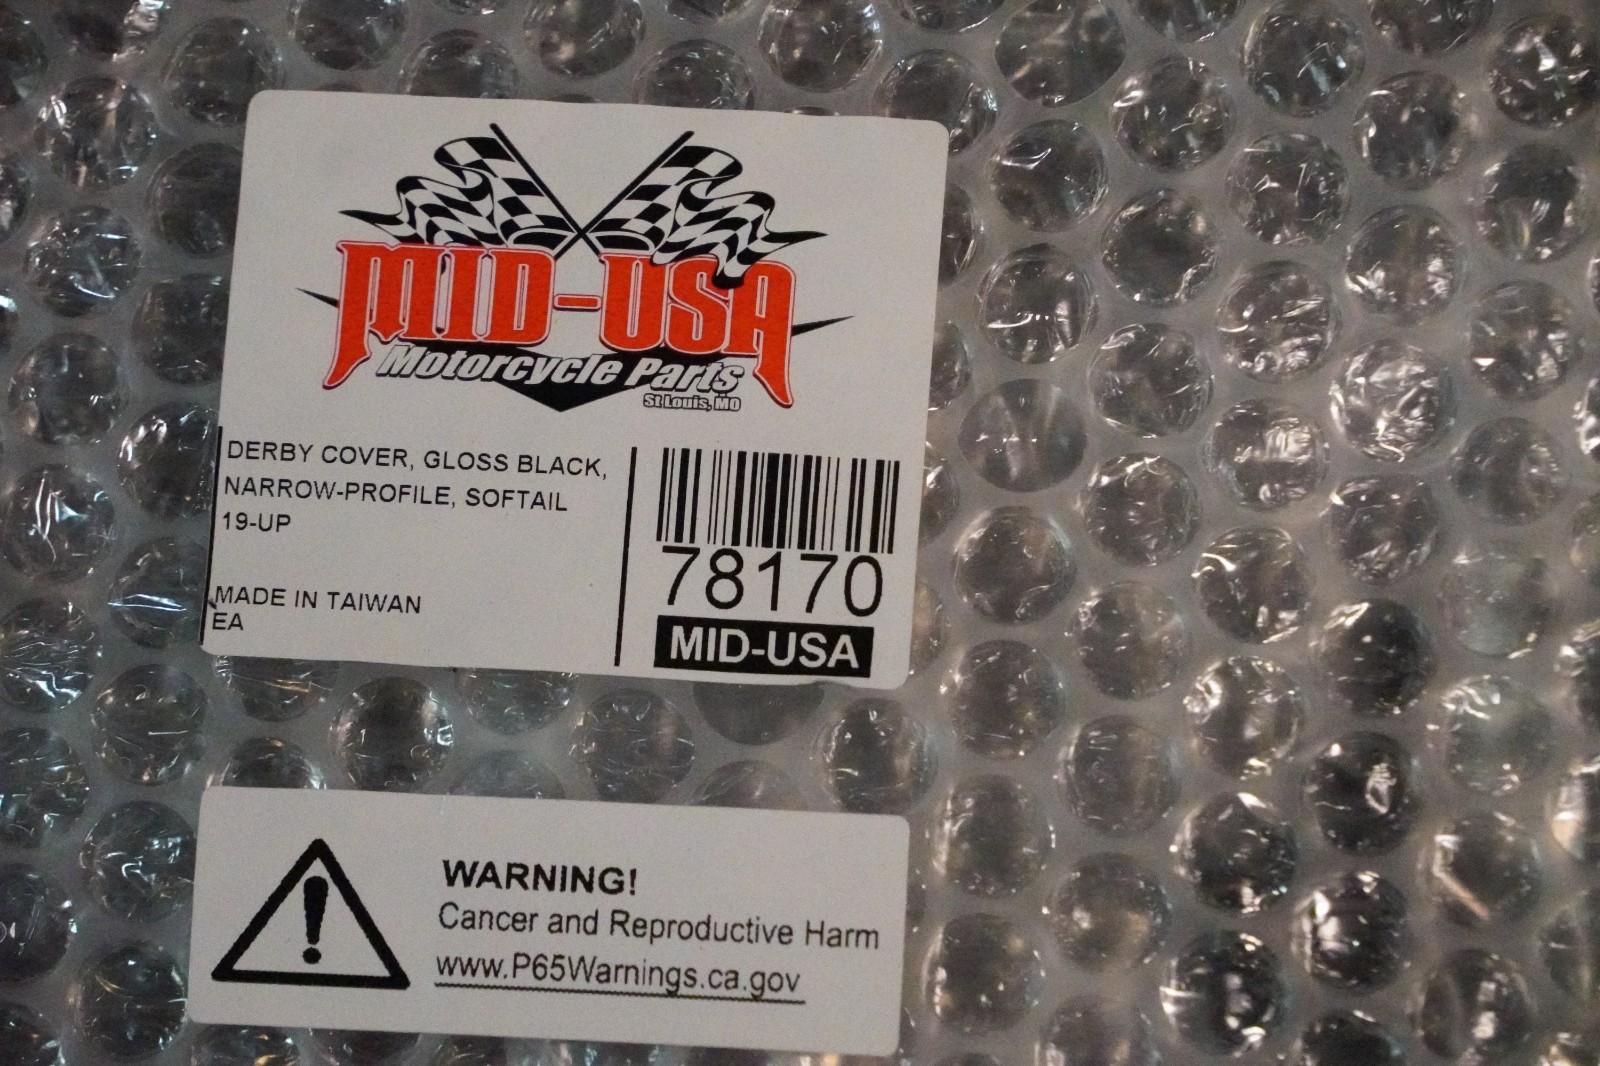 MID-USA
Motorcycle Parts
St Louis, MO
DERBY COVER, GLOSS BLACK,
NARROW-PROFILE, SOFTAIL
19-UP
MADE IN TAIWAN
EA
78170
MID-USA
WARNING!
Cancer and Reproductive Harm
www.P65Warnings.ca.gov